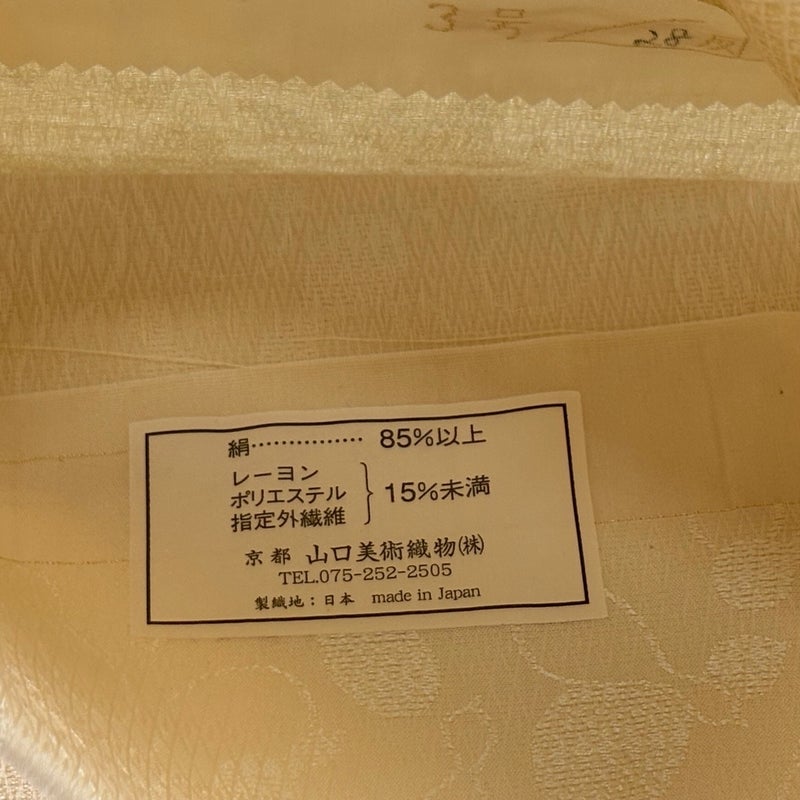 3号
28
絹⋯⋯⋯⋯⋯ 85%以上
レーヨン
ポリエステル
指定外繊維
15%未満
京都 山口美術織物㈱
TEL.075-252-2505
製織地：日本 made in Japan